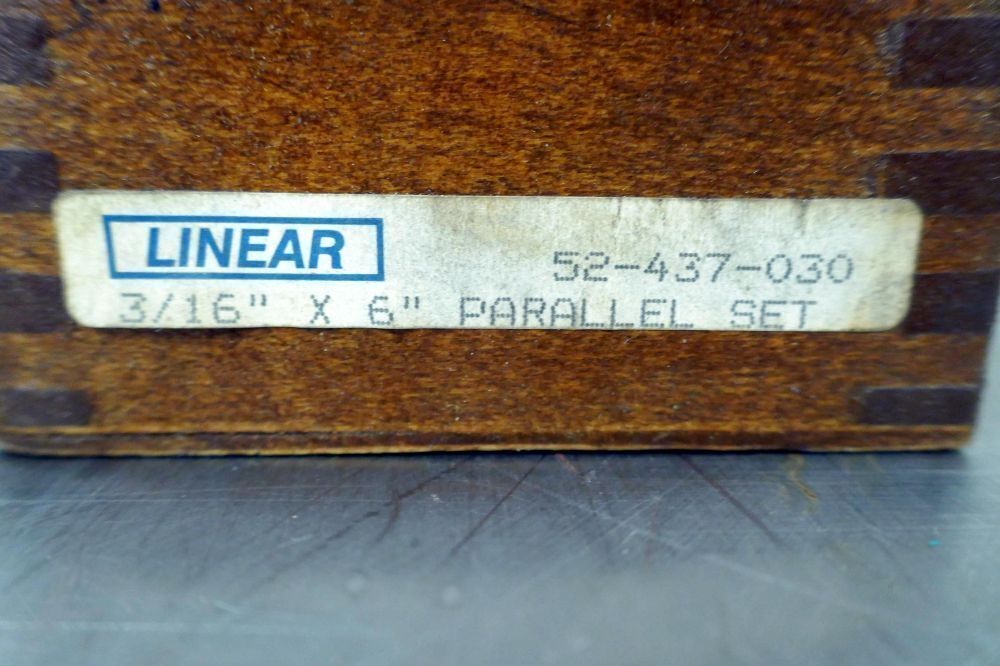 LINEAR
52-437-030
3/16" X 6" PARALLEL SET